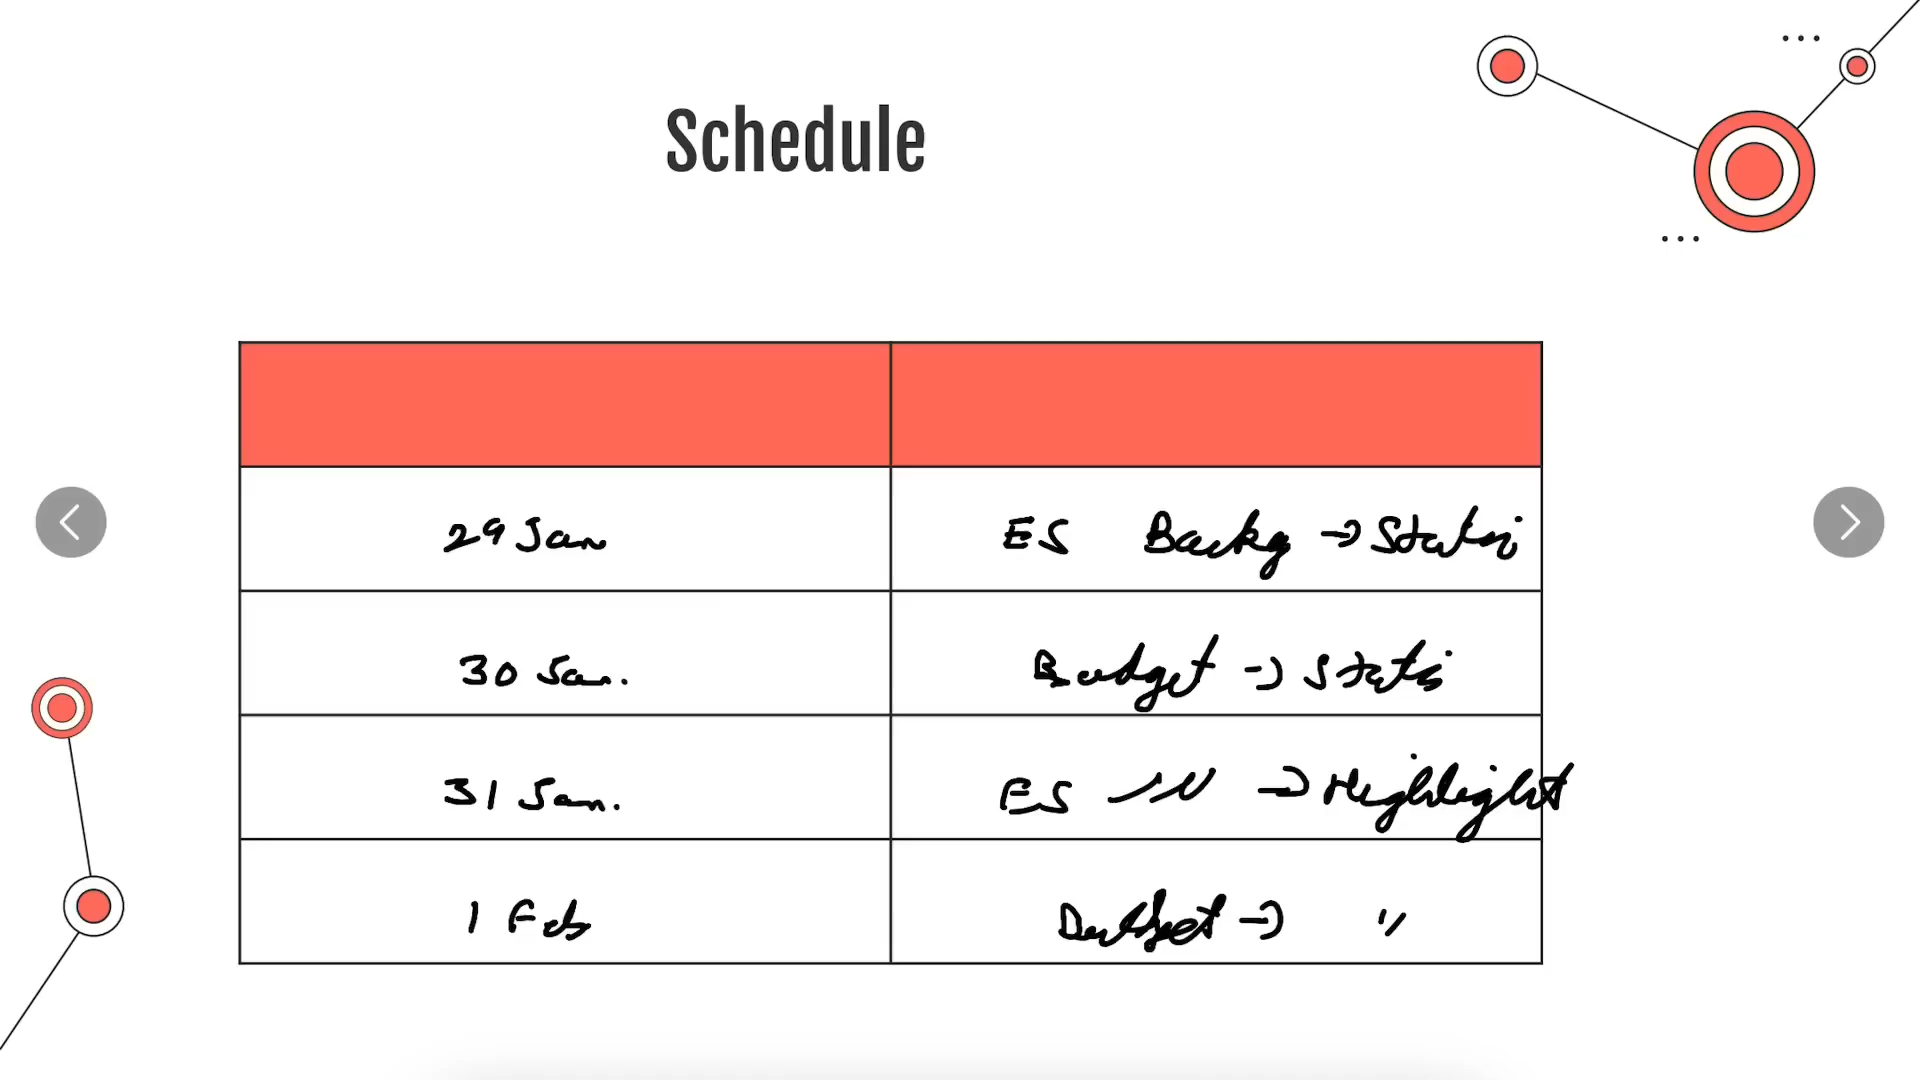 Schedule
29 Jan ES Backg → Static
30 Jan. Budget → Static
31 Jan. ES → Highlight
1 Feb Budget → "